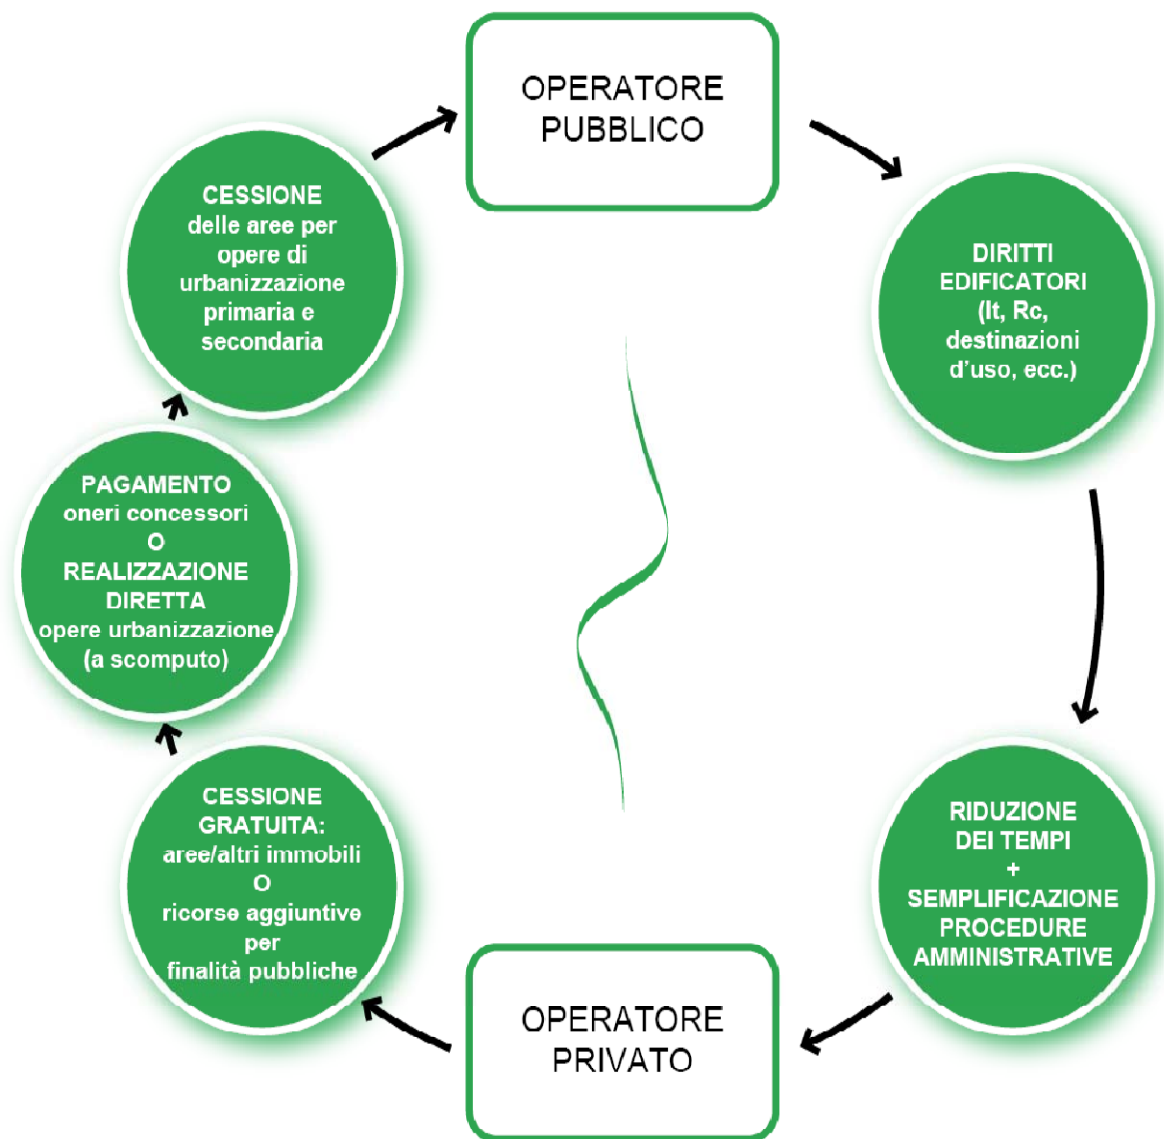 OPERATORE
PUBBLICO
DIRITTI
EDIFICATORI
(It, Rc,
destinazioni
d'uso, ecc.)
RIDUZIONE
DEI TEMPI
+
SEMPLIFICAZIONE
PROCEDURE
AMMINISTRATIVE
OPERATORE
PRIVATO
CESSIONE
GRATUITA:
aree/altri immobili
O
ricorse aggiuntive
per
finalità pubbliche
PAGAMENTO
oneri concessori
O
REALIZZAZIONE
DIRETTA
opere urbanizzazione
(a scomputo)
CESSIONE
delle aree per
opere di
urbanizzazione
primaria e
secondaria